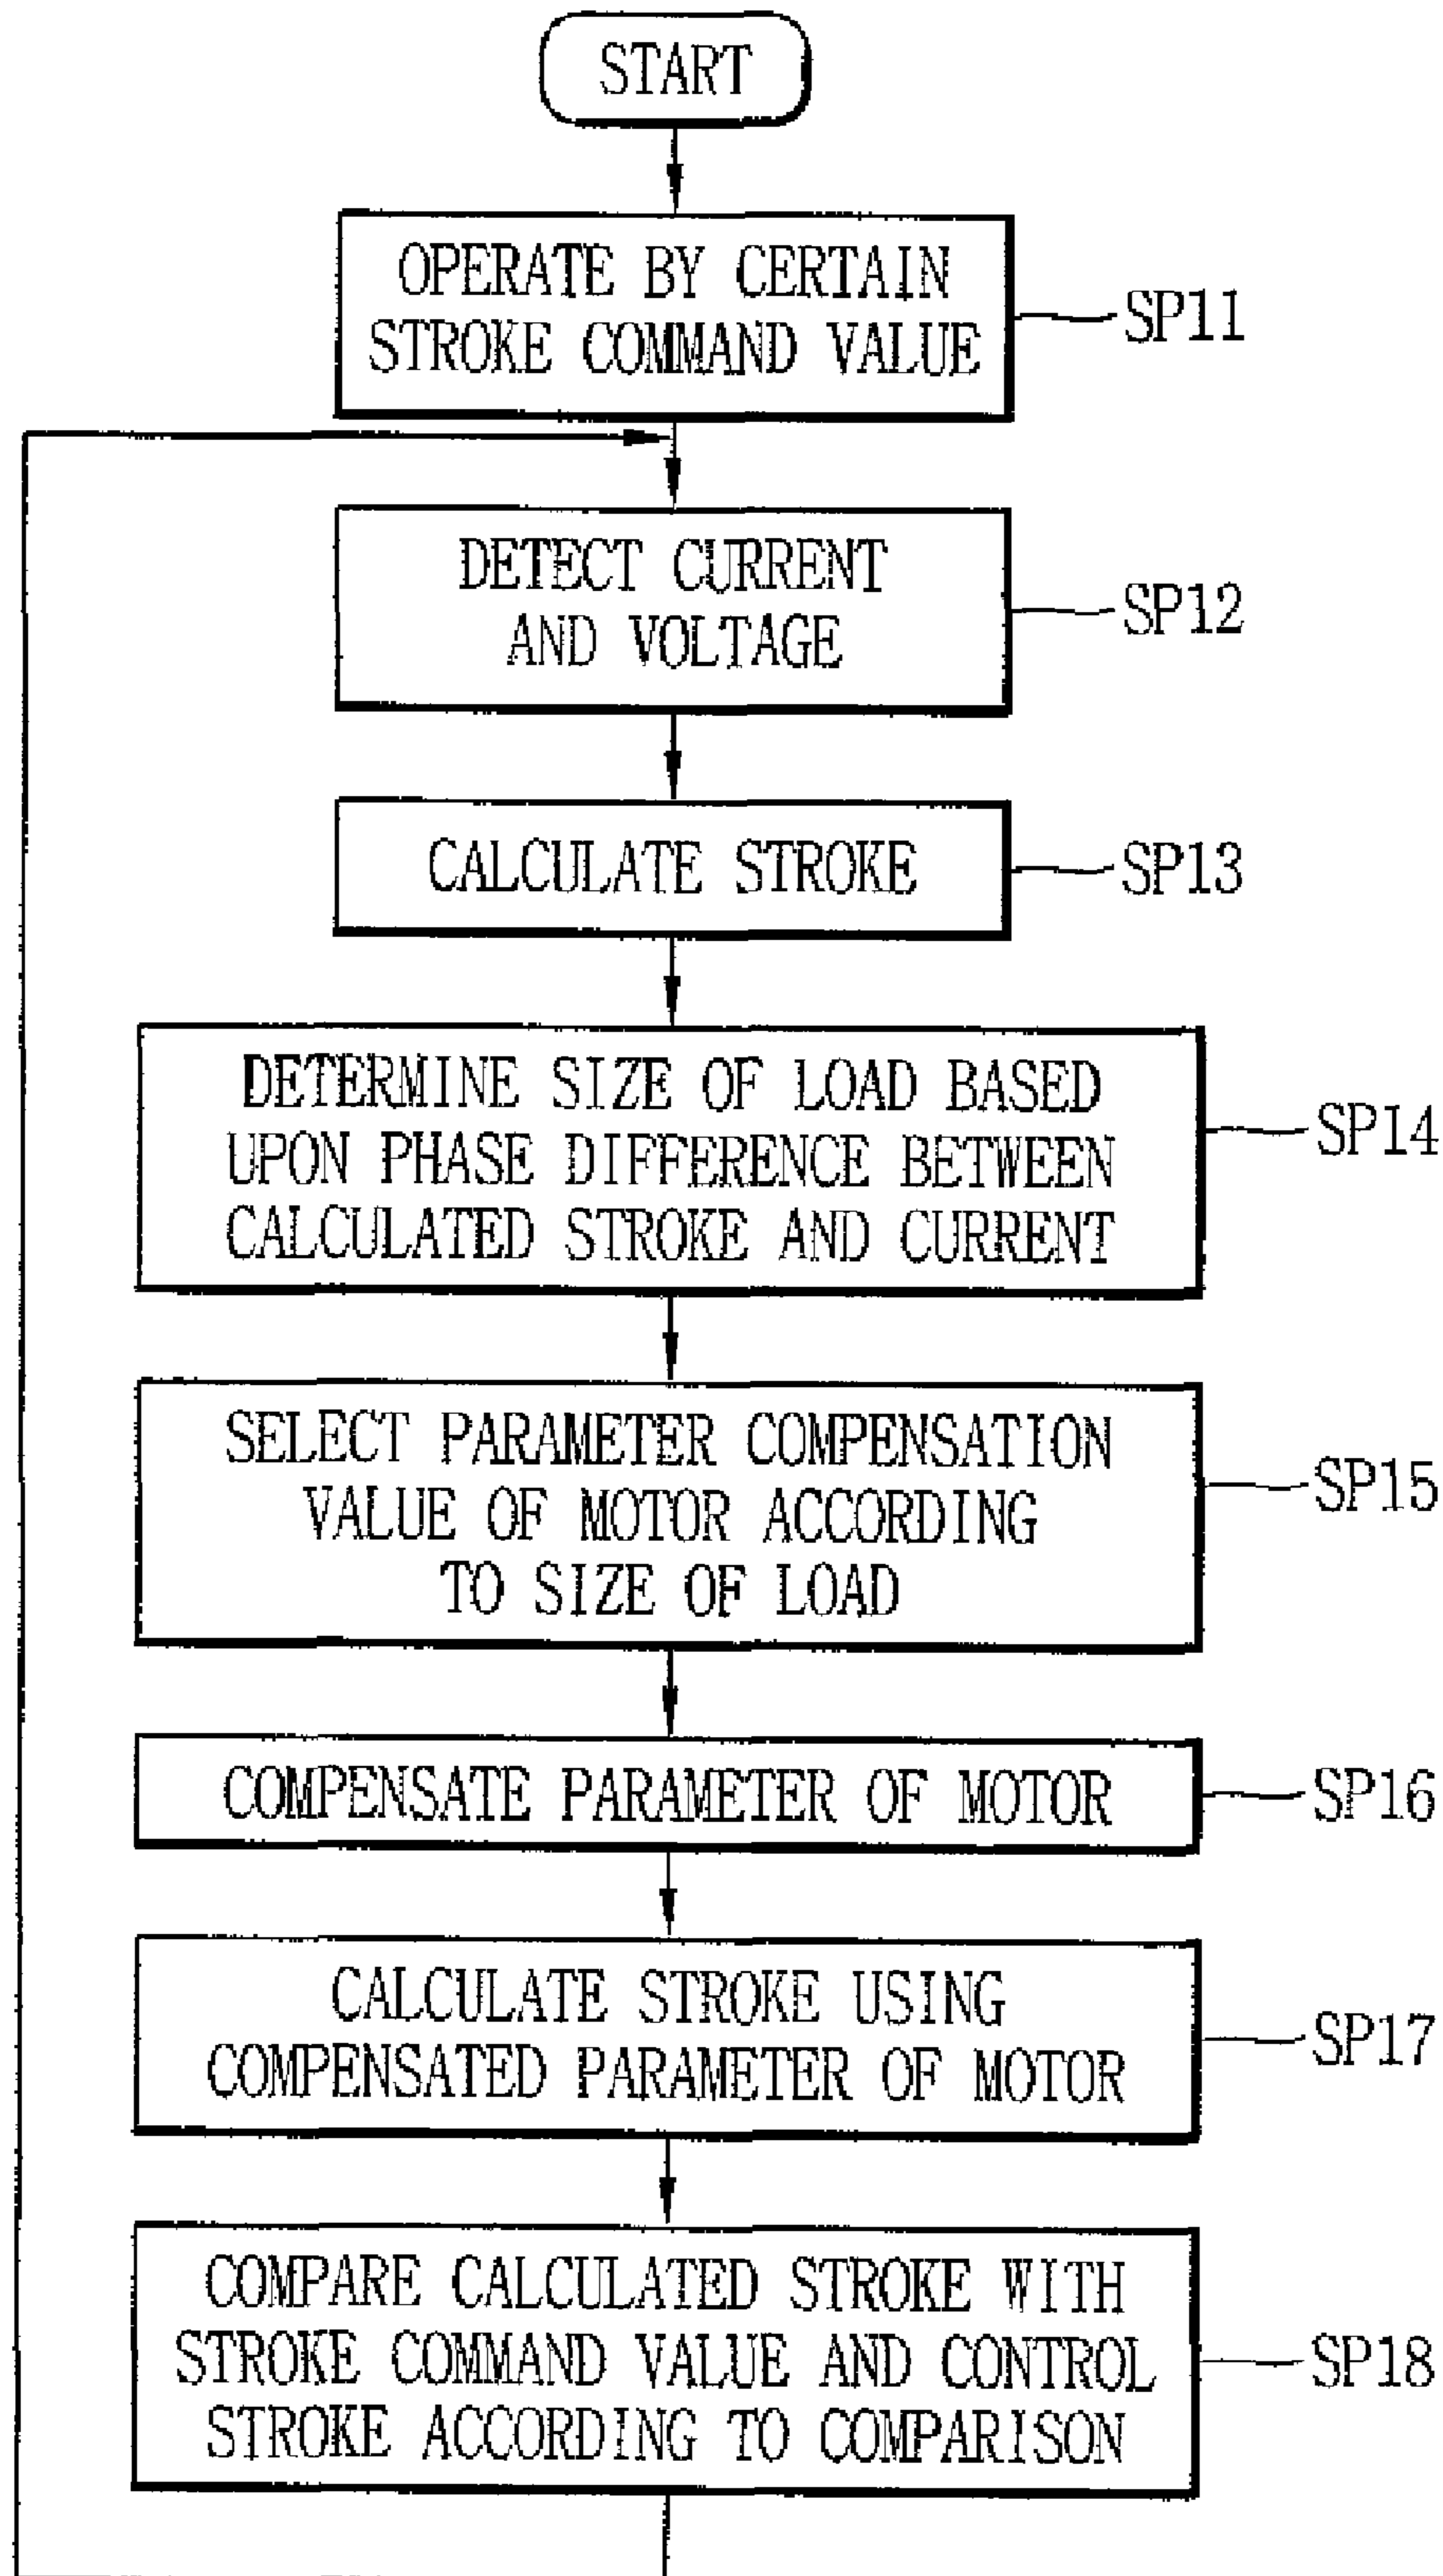 START
OPERATE BY CERTAIN
STROKE COMMAND VALUE
SP11
DETECT CURRENT
AND VOLTAGE
SP12
CALCULATE STROKE
SP13
DETERMINE SIZE OF LOAD BASED
UPON PHASE DIFFERENCE BETWEEN
CALCULATED STROKE AND CURRENT
SP14
SELECT PARAMETER COMPENSATION
VALUE OF MOTOR ACCORDING
TO SIZE OF LOAD
SP15
COMPENSATE PARAMETER OF MOTOR
SP16
CALCULATE STROKE USING
COMPENSATED PARAMETER OF MOTOR
SP17
COMPARE CALCULATED STROKE WITH
STROKE COMMAND VALUE AND CONTROL
STROKE ACCORDING TO COMPARISON
SP18